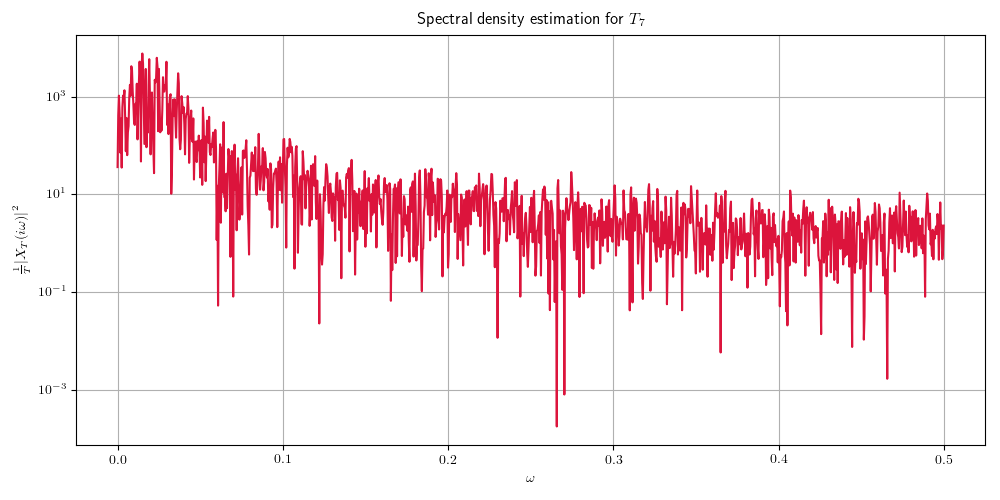 Spectral density estimation for $T_7$
$\frac{1}{T}|X_T(i\omega)|^2$
$10^3$
$10^1$
$10^{-1}$
$10^{-3}$
0.0 0.1 0.2 0.3 0.4 0.5
$\omega$